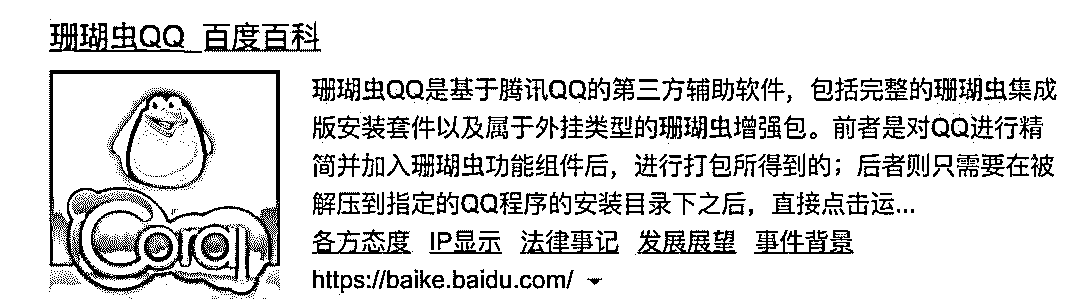 珊瑚虫QQ_百度百科
珊瑚虫QQ是基于腾讯QQ的第三方辅助软件，包括完整的珊瑚虫集成
版安装套件以及属于外挂类型的珊瑚虫增强包。前者是对QQ进行精
简并加入珊瑚虫功能组件后，进行打包所得到的；后者则只需要在被
解压到指定的QQ程序的安装目录下之后，直接点击运...
各方态度 IP显示 法律事记 发展展望 事件背景
https://baike.baidu.com/
Coral